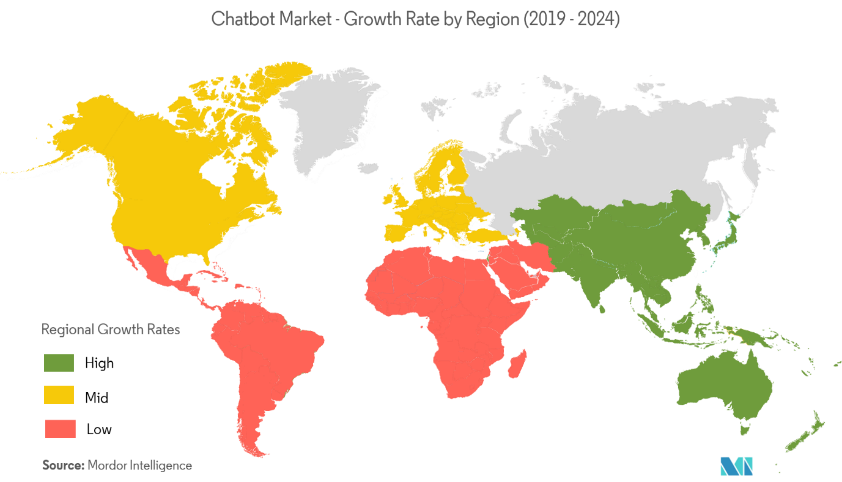 Chatbot Market - Growth Rate by Region (2019 - 2024)
Regional Growth Rates
High
Mid
Low
Source: Mordor Intelligence